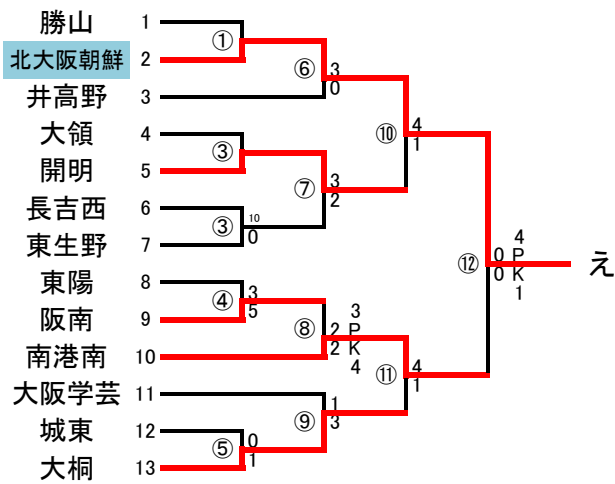 勝山 1
①
北大阪朝鮮 2
⑥ 3
0
井高野 3
⑩ 4
1
大領 4
③
開明 5
⑦ 3
2
長吉西 6
③ 10
0
東生野 7
⑫ 0
0
4
P
K
1
え
東陽 8
④ 3
5
阪南 9
⑧ 2
2
3
P
K
4
南港南 10
⑪ 4
1
大阪学芸 11
⑨ 1
3
城東 12
⑤ 0
1
大桐 13